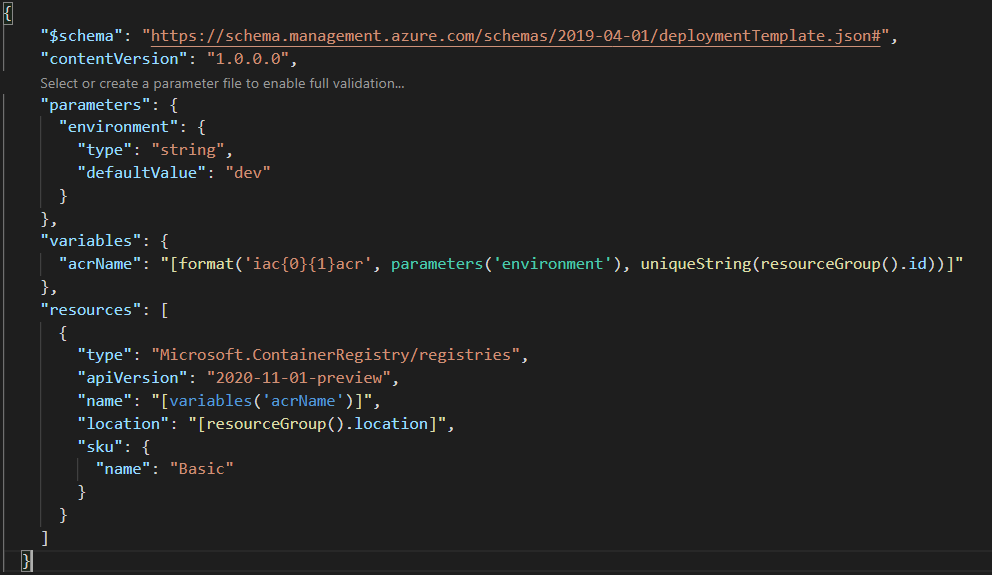 {
"$schema": "https://schema.management.azure.com/schemas/2019-04-01/deploymentTemplate.json#",
"contentVersion": "1.0.0.0",
Select or create a parameter file to enable full validation...
"parameters": {
"environment": {
"type": "string",
"defaultValue": "dev"
}
},
"variables": {
"acrName": "[format('iac{0}{1}acr', parameters('environment'), uniqueString(resourceGroup().id))]"
},
"resources": [
{
"type": "Microsoft.ContainerRegistry/registries",
"apiVersion": "2020-11-01-preview",
"name": "[variables('acrName')]",
"location": "[resourceGroup().location]",
"sku": {
"name": "Basic"
}
}
]
}